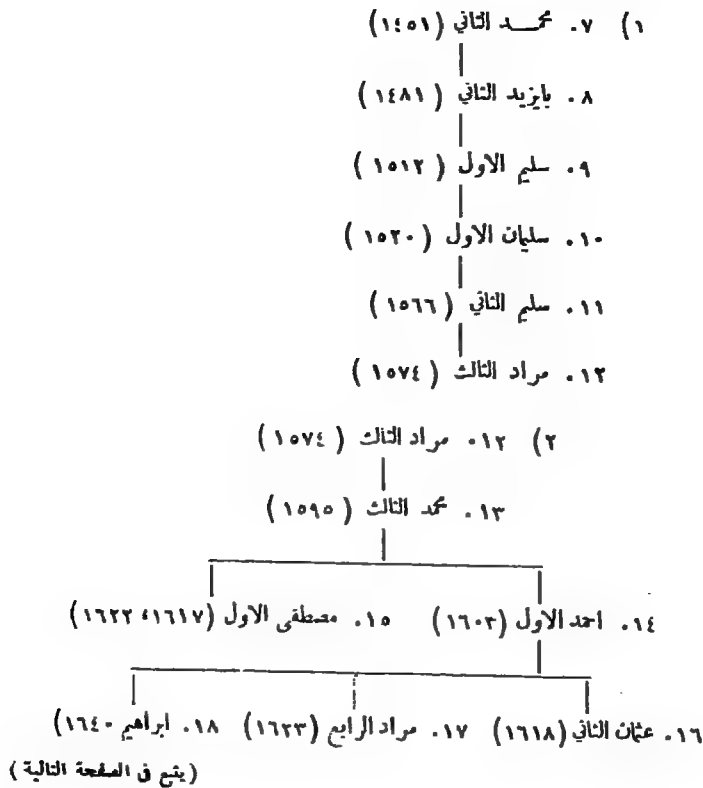 ١) ٧. محمد الثاني (١٤٥١)
٨. بايزيد الثاني (١٤٨١)
٩. سليم الاول (١٥١٢)
١٠. سليمان الاول (١٥٢٠)
١١. سليم الثاني (١٥٦٦)
١٢. مراد الثالث (١٥٧٤)
٢) ١٢. مراد الثالث (١٥٧٤)
١٣. محمد الثالث (١٥٩٥)
١٤. احمد الاول (١٦٠٣) ١٥. مصطفى الاول (١٦١٧،١٦٢٢)
١٦. عثمان الثاني (١٦١٨) ١٧. مراد الرابع (١٦٢٣) ١٨. ابراهيم ١٦٤٠)
(يتبع في الصفحة التالية)